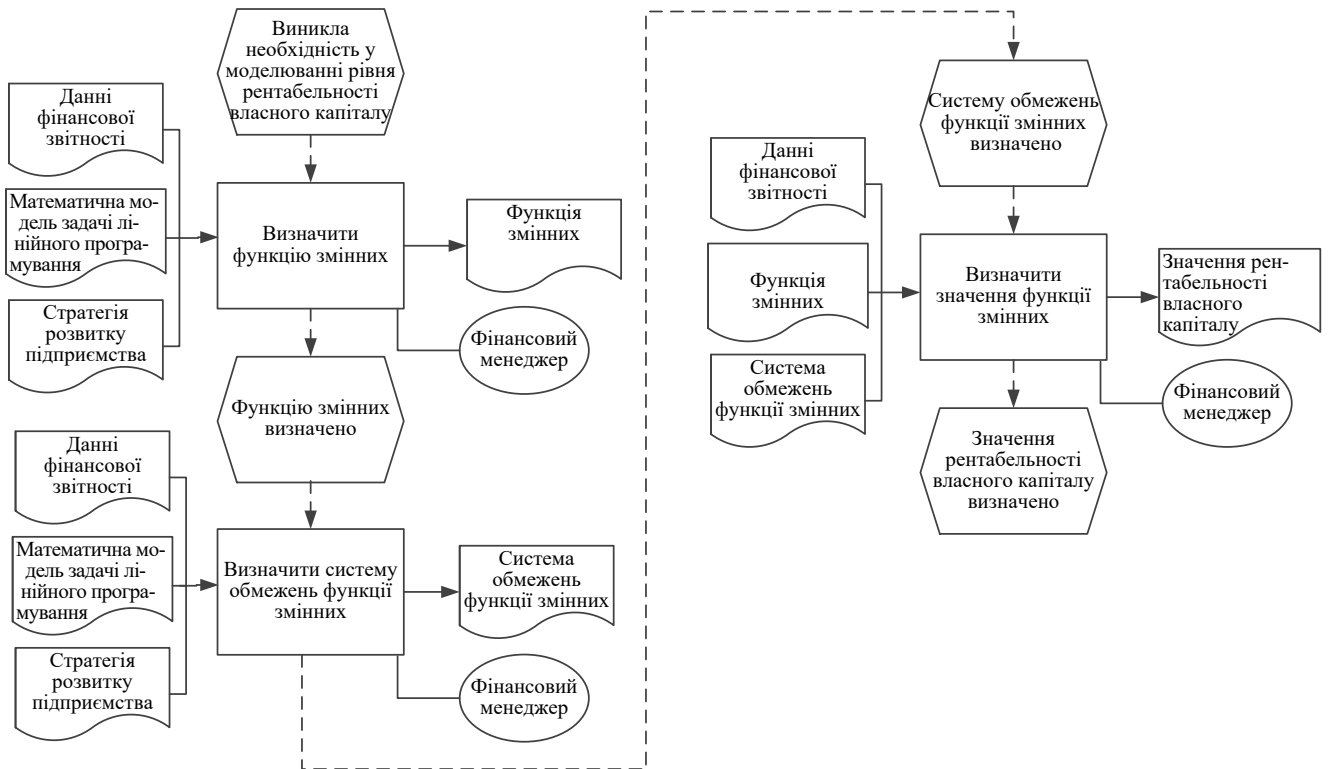 Виникла
необхідність у
моделюванні рівня
рентабельності
власного капіталу
Данні
фінансової
звітності
Математична мо-
дель задачі лі-
нійного програ-
мування
Стратегія
розвитку
підприємства
Визначити
функцію змінних
Функція
змінних
Фінансовий
менеджер
Функцію змінних
визначено
Данні
фінансової
звітності
Математична мо-
дель задачі лі-
нійного програ-
мування
Стратегія
розвитку
підприємства
Визначити систему
обмежень функції
змінних
Система
обмежень
функції змінних
Фінансовий
менеджер
Систему обмежень
функції змінних
визначено
Данні
фінансової
звітності
Функція
змінних
Система
обмежень
функції змінних
Визначити
значення функції
змінних
Значення рен-
табельності
власного
капіталу
Фінансовий
менеджер
Значення
рентабельності
власного капіталу
визначено